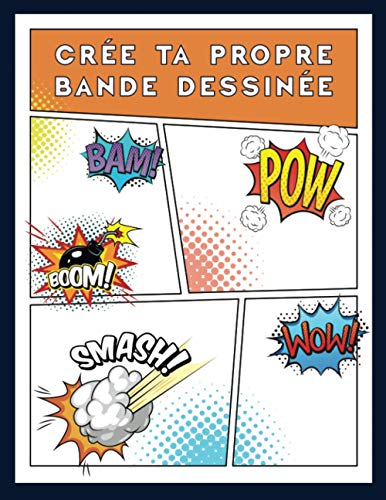 CRÉE TA PROPRE
BANDE DESSINÉE
BAM!
POW
BOOM!
SMASH!
WOW!